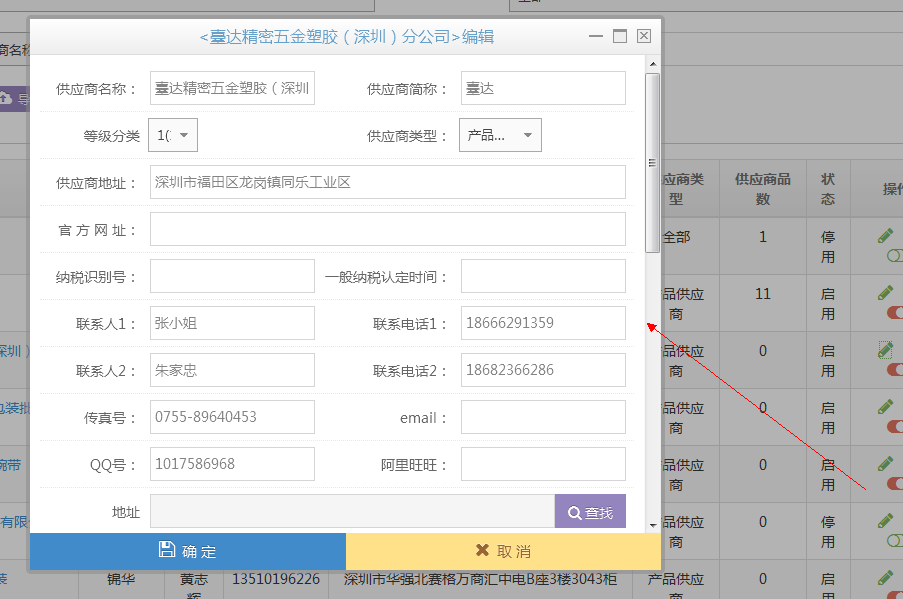 <臺达精密五金塑胶（深圳）分公司>编辑
供应商名称： 臺达精密五金塑胶（深圳 供应商简称： 臺达
等级分类 1(: 供应商类型： 产品...
供应商地址： 深圳市福田区龙岗镇同乐工业区
官 方 网 址：
纳税识别号： 一般纳税认定时间：
联系人1： 张小姐 联系电话1： 18666291359
联系人2： 朱家忠 联系电话2： 18682366286
传真号： 0755-89640453 email：
QQ号： 1017586968 阿里旺旺：
地址 查找
确 定 取 消
商名称
导
应商类型 供应商商品数 状态 操作
全部 1 停用
品供应商 11 启用
深圳） 品供应商 0 启用
包装批 品供应商 0 启用
腕带 品供应商 0 启用
有限 品供应商 0 停用
装 锦华 黄志辉 13510196226 深圳市华强北赛格万商汇中电B座3楼3043柜 产品供应商 0 启用